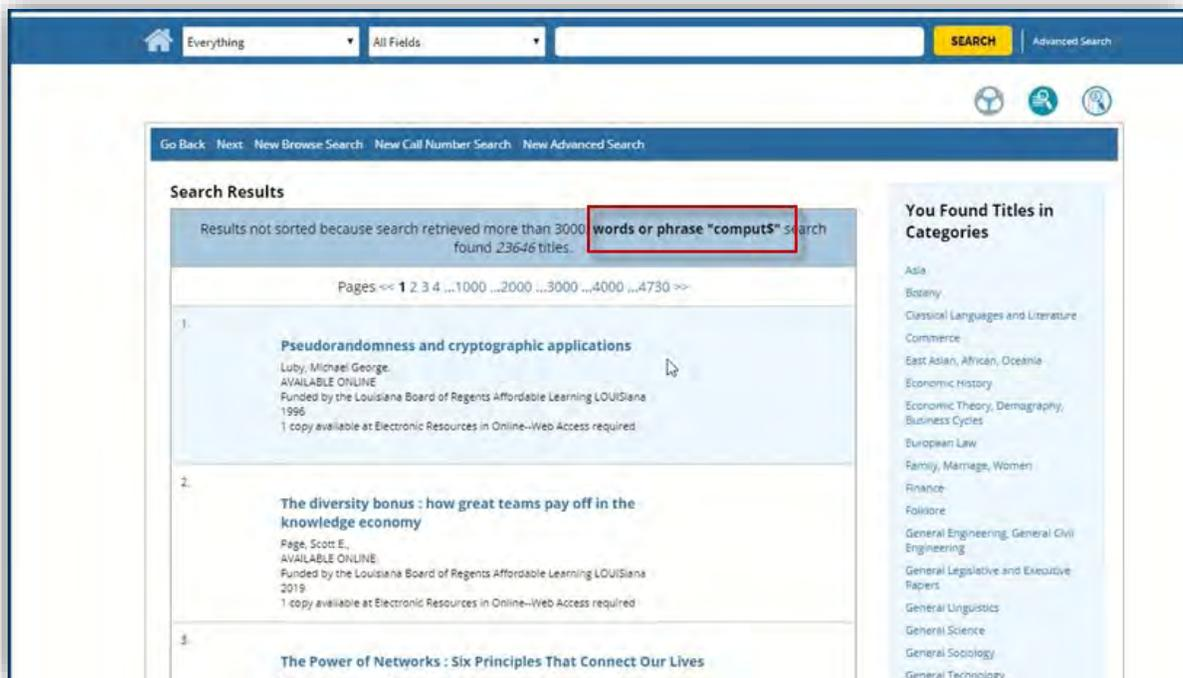 Everything
All Fields
SEARCH
Advanced Search
Go Back Next New Browse Search New Call Number Search New Advanced Search
Search Results
Results not sorted because search retrieved more than 3000. words or phrase "comput$" search
found 23646 titles.
Pages << 1 2 3 4 ...1000 ...2000 ...3000 ...4000 ...4730 >>
1.
Pseudorandomness and cryptographic applications
Luby, Michael George.
AVAILABLE ONLINE
Funded by the Louisiana Board of Regents Affordable Learning LOUISiana
1996
1 copy available at Electronic Resources in Online--Web Access required
2.
The diversity bonus : how great teams pay off in the
knowledge economy
Page, Scott E.,
AVAILABLE ONLINE
Funded by the Louisiana Board of Regents Affordable Learning LOUISiana
2019
1 copy available at Electronic Resources in Online--Web Access required
3.
The Power of Networks : Six Principles That Connect Our Lives
You Found Titles in
Categories
Asia
Botany
Classical Languages and Literature
Commerce
East Asian, African, Oceania
Economic History
Economic Theory, Demography,
Business Cycles
European Law
Family, Marriage, Women
Finance
Folklore
General Engineering, General Civil
Engineering
General Legislative and Executive
Papers
General Linguistics
General Science
General Sociology
General Technology